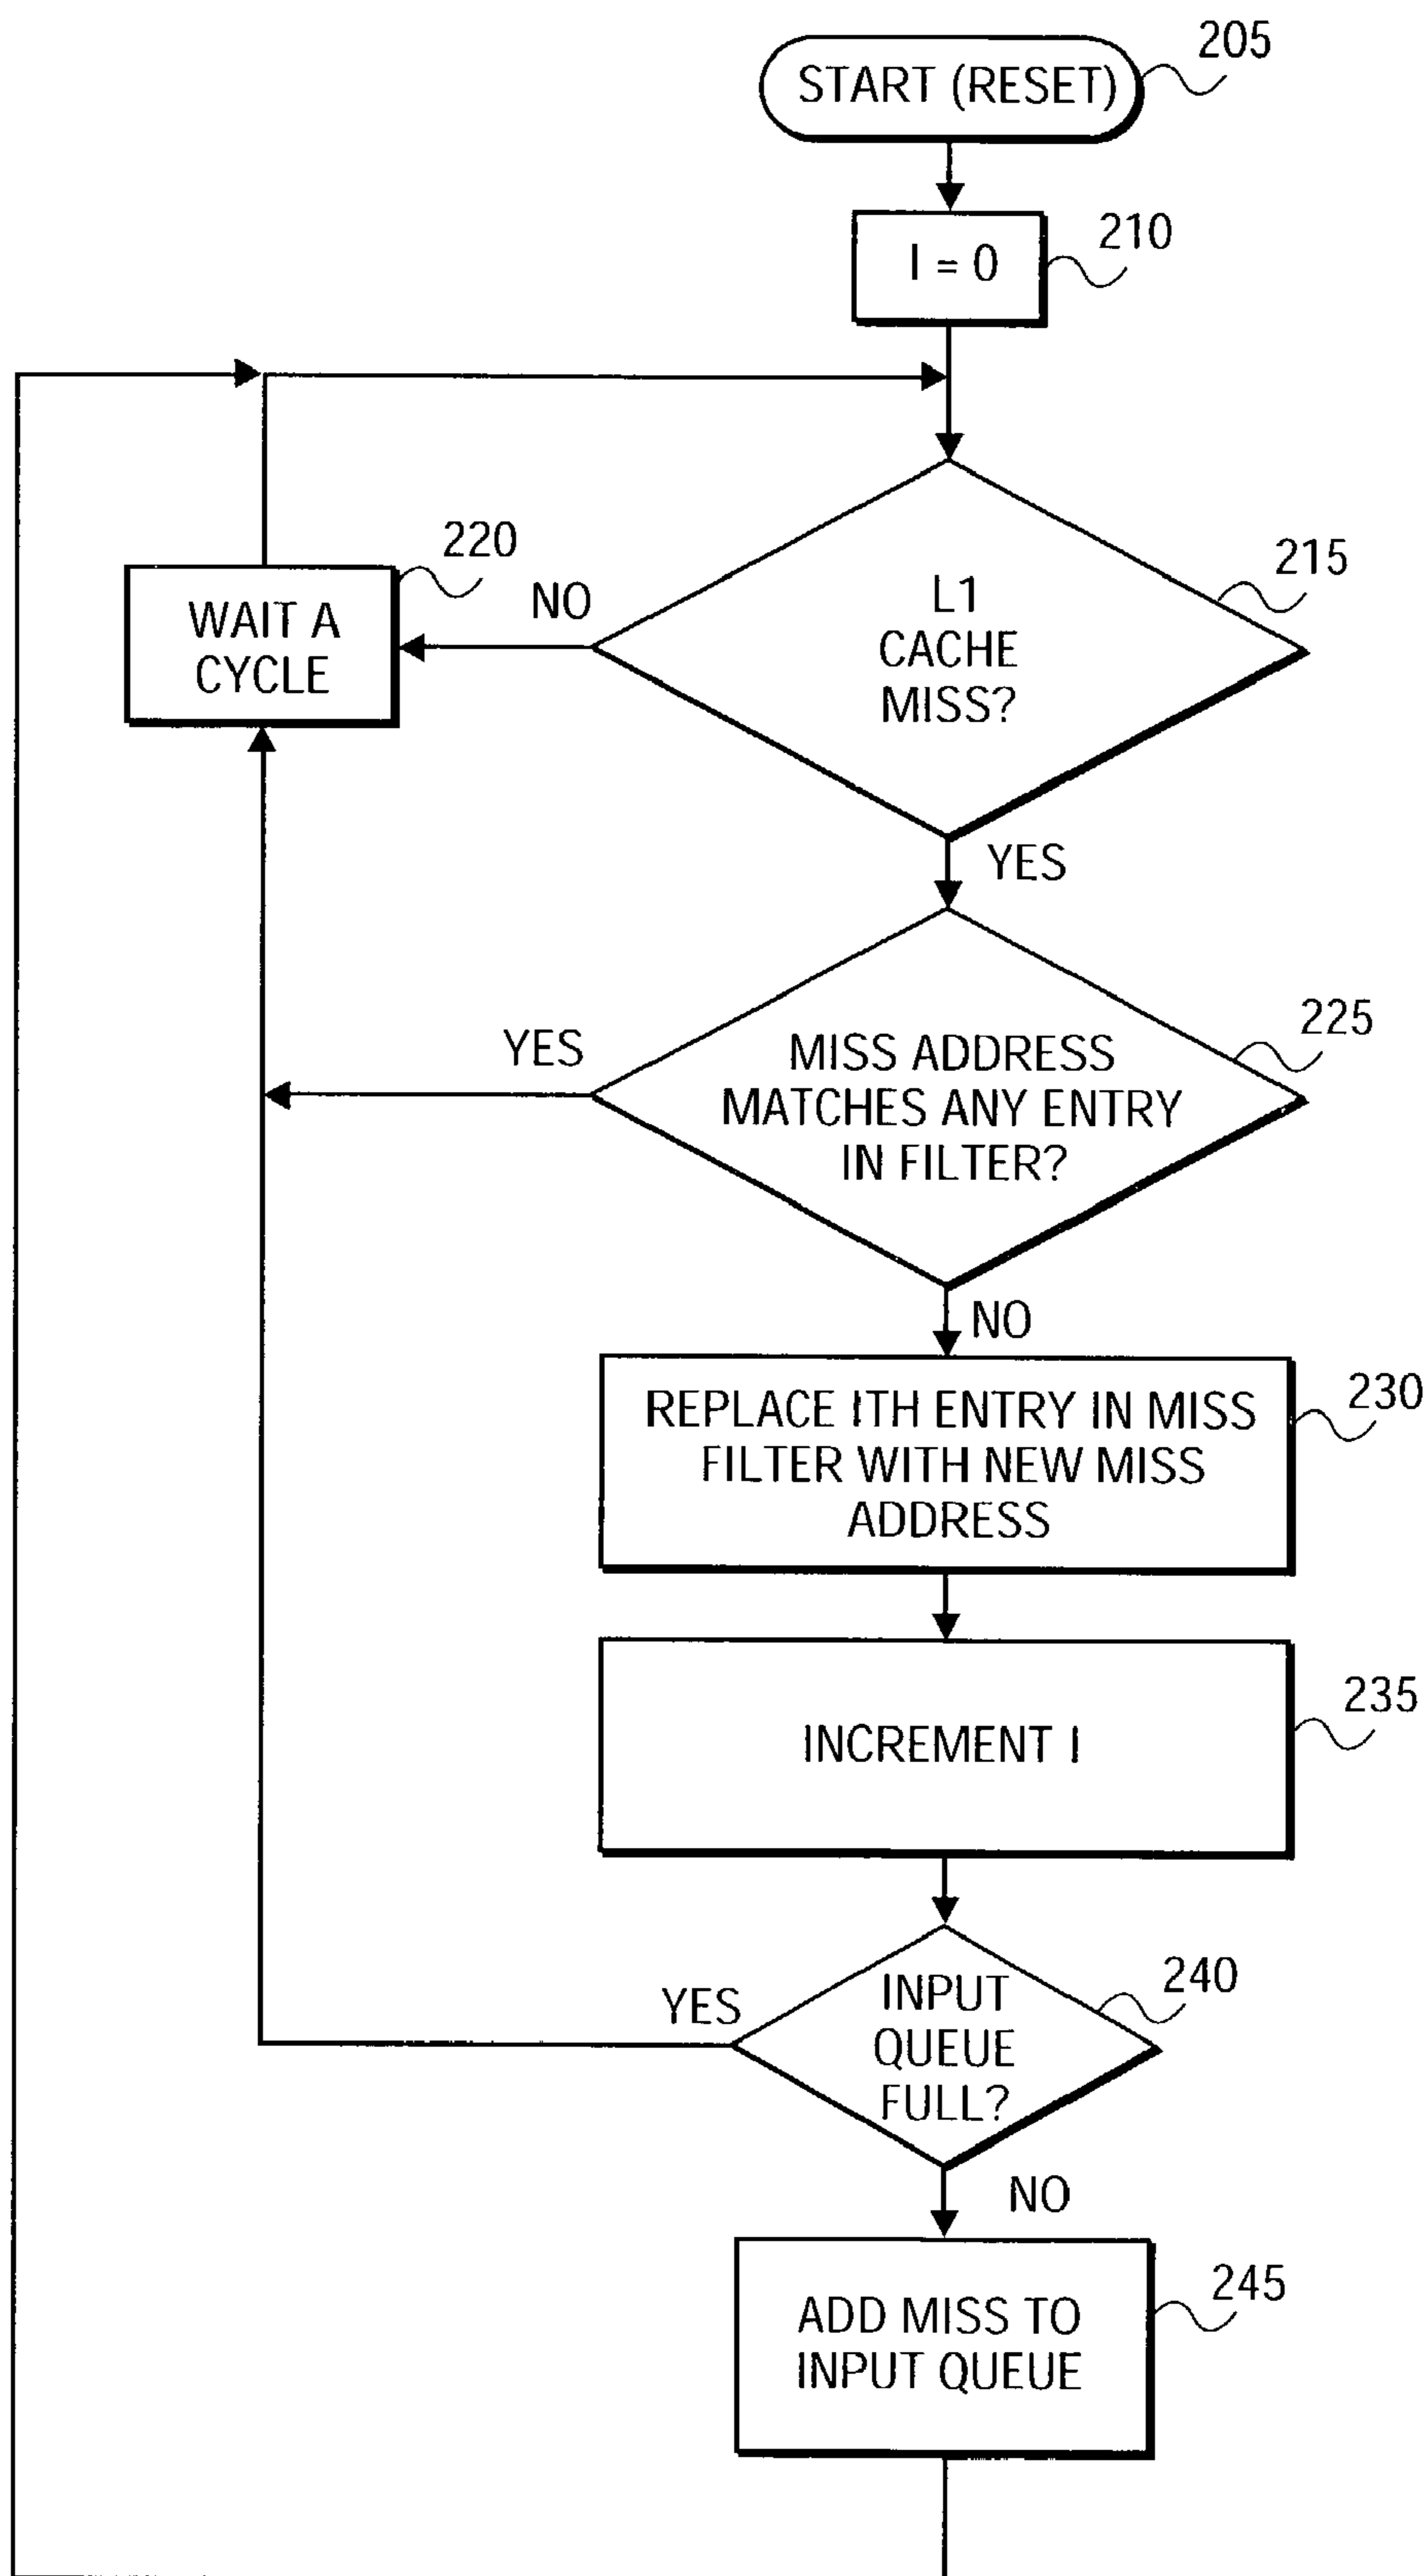 START (RESET)
205
I = 0
210
220
WAIT A
CYCLE
NO
L1
CACHE
MISS?
215
YES
YES
MISS ADDRESS
MATCHES ANY ENTRY
IN FILTER?
225
NO
REPLACE ITH ENTRY IN MISS
FILTER WITH NEW MISS
ADDRESS
230
INCREMENT I
235
YES
INPUT
QUEUE
FULL?
240
NO
ADD MISS TO
INPUT QUEUE
245